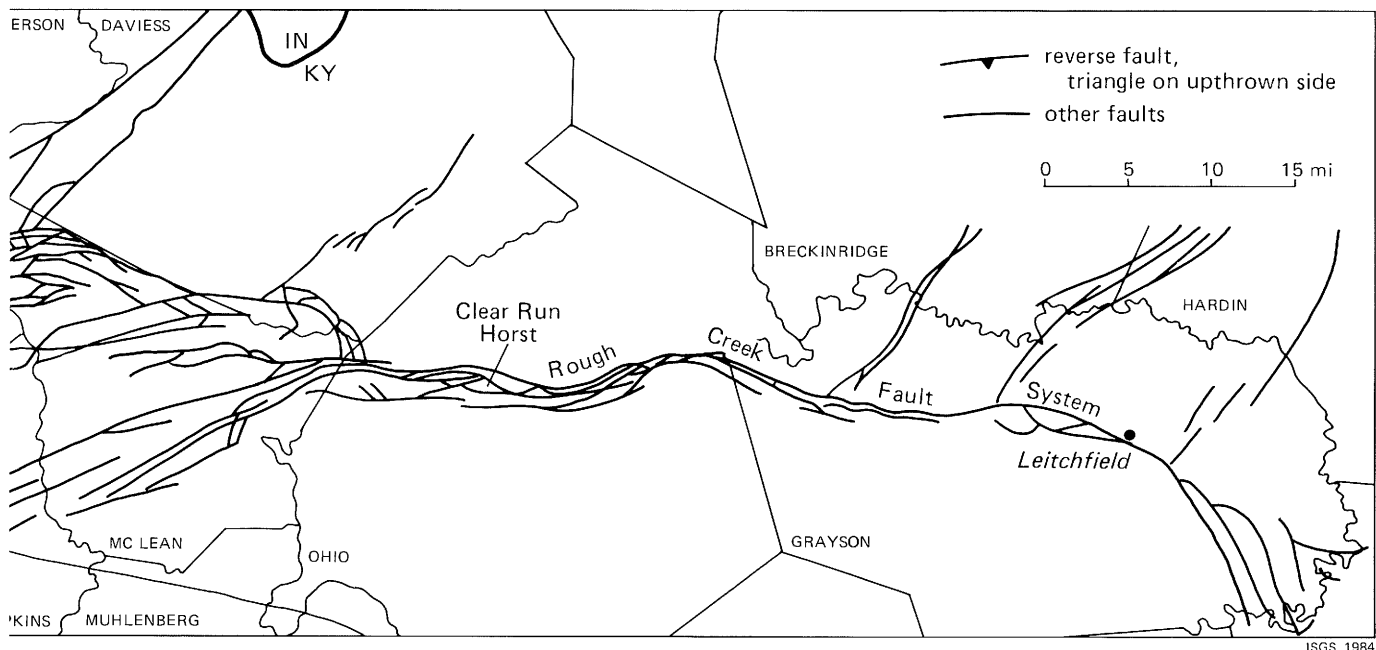 ERSON
DAVIESS
IN
KY
reverse fault,
triangle on upthrown side
other faults
0 5 10 15 mi
BRECKINRIDGE
HARDIN
Clear Run
Horst
Rough Creek Fault System
Leitchfield
MC LEAN
OHIO
GRAYSON
PKINS
MUHLENBERG
ISGS 1984